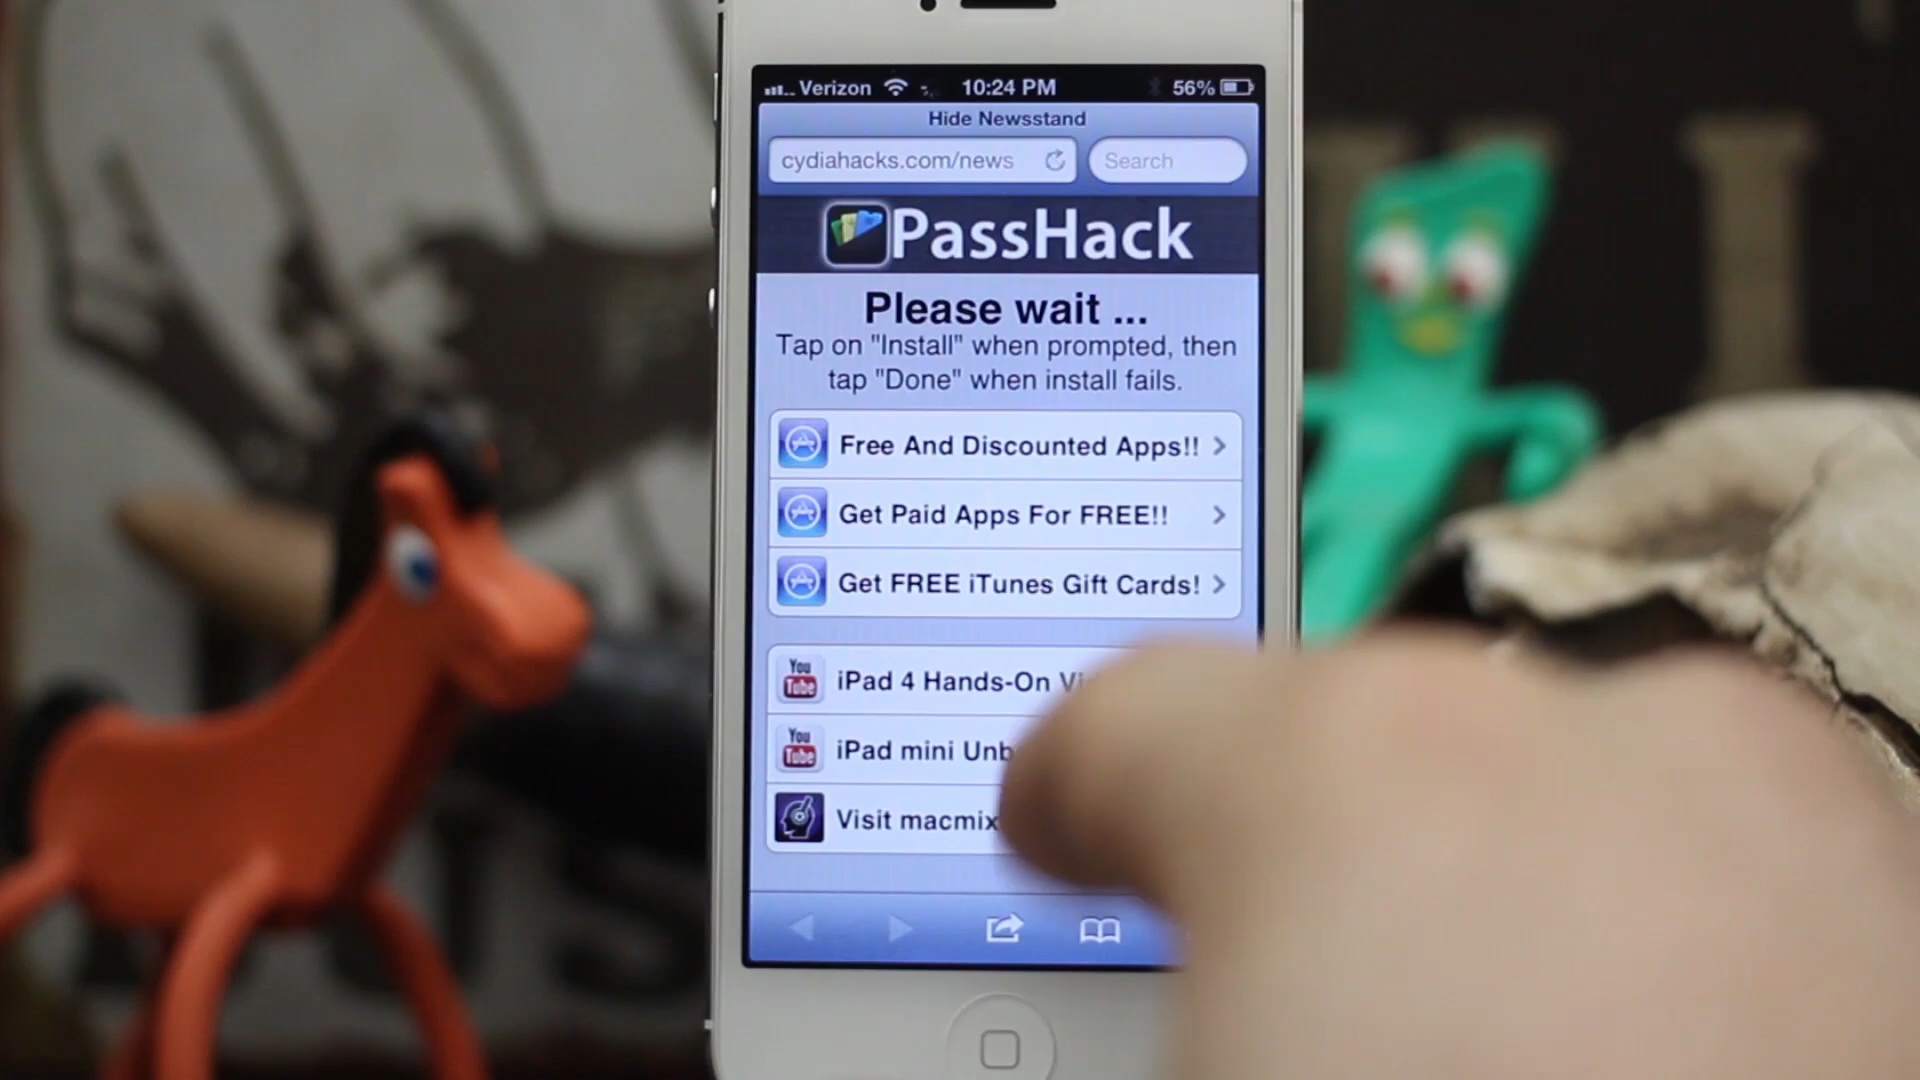 Verizon 10:24 PM 56%
Hide Newsstand
cydiahacks.com/news Search
PassHack
Please wait ...
Tap on "Install" when prompted, then
tap "Done" when install fails.
Free And Discounted Apps!!
Get Paid Apps For FREE!!
Get FREE iTunes Gift Cards!
You Tube iPad 4 Hands-On
You Tube iPad mini
Visit